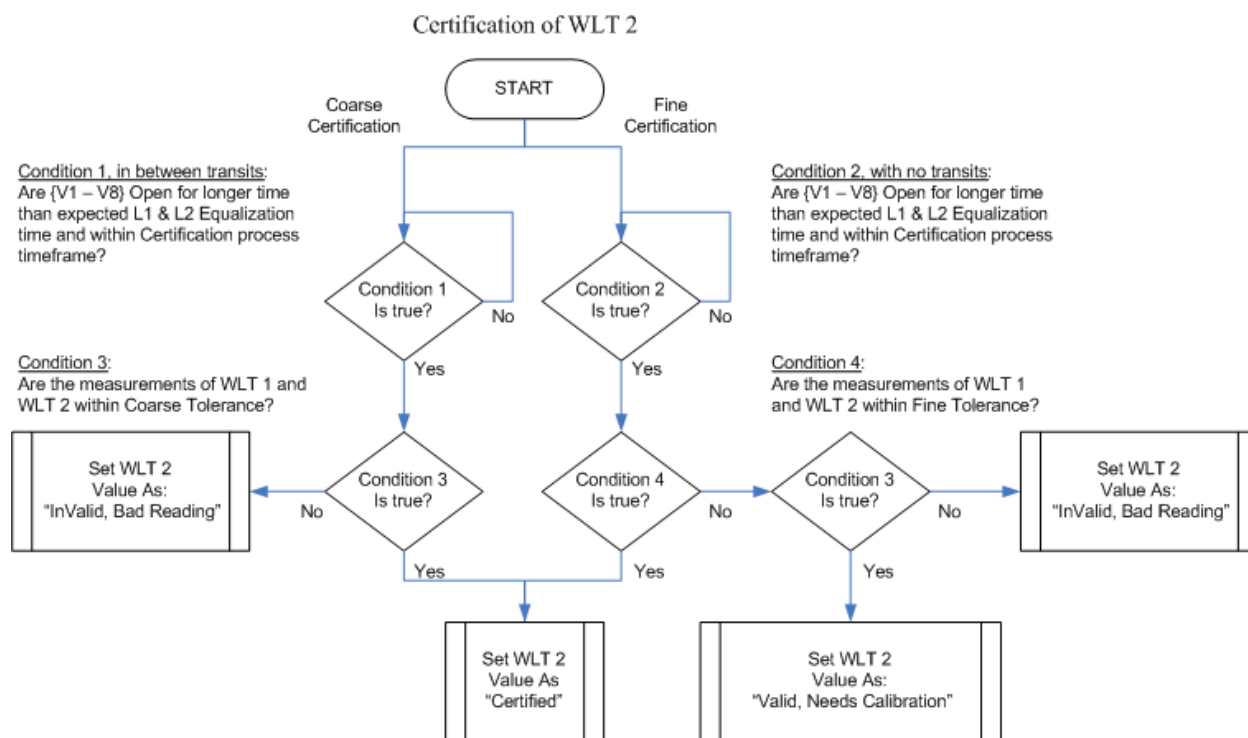 Certification of WLT 2
START
Coarse
Certification
Fine
Certification
Condition 1, in between transits:
Are {V1 – V8} Open for longer time
than expected L1 & L2 Equalization
time and within Certification process
timeframe?
Condition 2, with no transits:
Are {V1 – V8} Open for longer time
than expected L1 & L2 Equalization
time and within Certification process
timeframe?
Condition 1
Is true?
No
Condition 2
Is true?
No
Yes
Yes
Condition 3:
Are the measurements of WLT 1 and
WLT 2 within Coarse Tolerance?
Condition 4:
Are the measurements of WLT 1
and WLT 2 within Fine Tolerance?
Set WLT 2
Value As:
“InValid, Bad Reading”
No
Condition 3
Is true?
Condition 4
Is true?
No
Condition 3
Is true?
No
Set WLT 2
Value As:
“InValid, Bad Reading”
Yes
Yes
Yes
Set WLT 2
Value As
“Certified”
Set WLT 2
Value As:
“Valid, Needs Calibration”